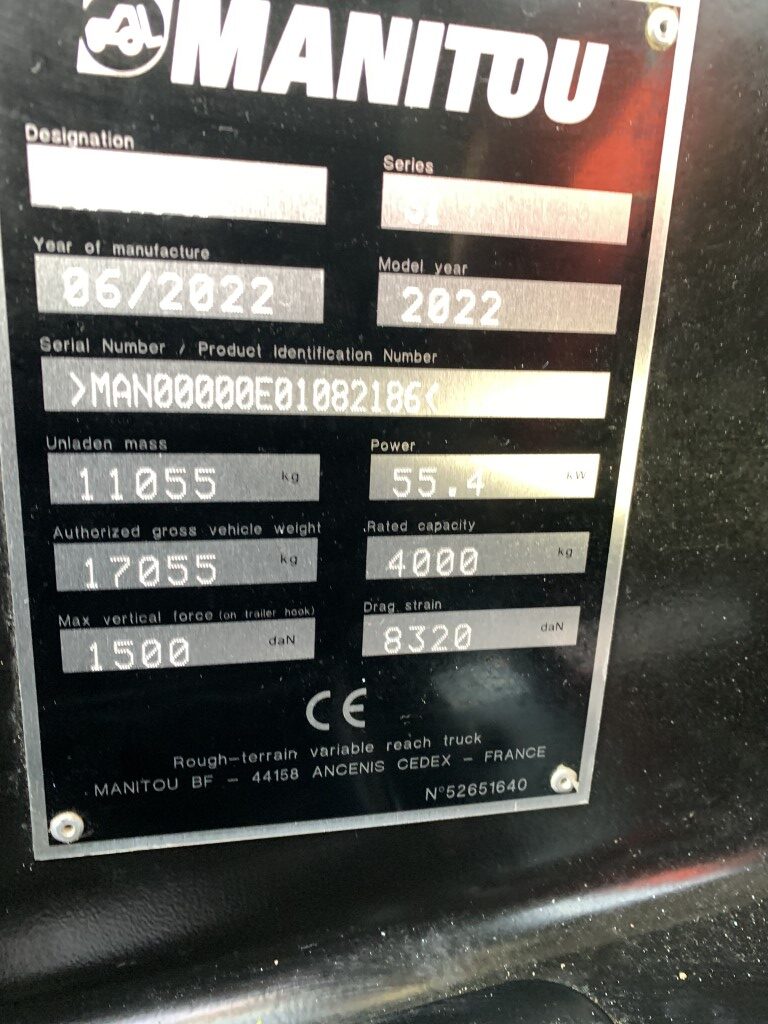 MANITOU
Designation
Series
Year of manufacture
06/2022
Model year
2022
Serial Number / Product Identification Number
>MAN00000E01082186<
Unladen mass
11055 kg
Power
55.4 kW
Authorized gross vehicle weight
17055 kg
Rated capacity
4000 kg
Max vertical force (on trailer hook)
1500 daN
Drag strain
8320 daN
CE
Rough-terrain variable reach truck
MANITOU BF - 44158 ANCENIS CEDEX - FRANCE
N°52651640